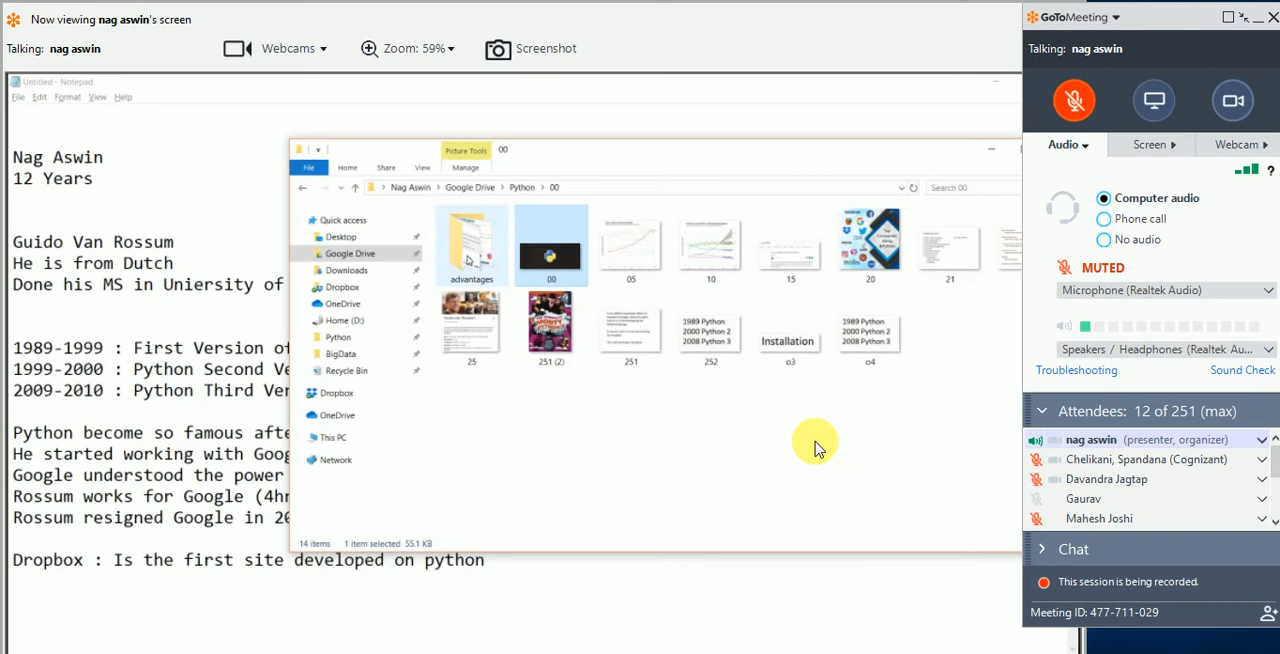 Now viewing nag aswin's screen
Talking: nag aswin
Webcams
Zoom: 59%
Screenshot
Untitled - Notepad
File Edit Format View Help
Nag Aswin
12 Years
Guido Van Rossum
He is from Dutch
Done his MS in Uniersity of
1989-1999 : First Version of
1999-2000 : Python Second Ve
2009-2010 : Python Third Ver
Python become so famous afte
He started working with Goog
Google understood the power
Rossum works for Google (4hr
Rossum resigned Google in 20
Dropbox : Is the first site developed on python
Picture Tools 00
File Home Share View Manage
Nag Aswin > Google Drive > Python > 00
Search 00
Quick access
Desktop
Google Drive
Downloads
Dropbox
OneDrive
Home (D:)
Python
BigData
Recycle Bin
Dropbox
OneDrive
This PC
Network
advantages 00 05 10 15 20 21
1989 Python
2000 Python 2
2008 Python 3
Installation
1989 Python
2000 Python 2
2008 Python 3
25 251 (2) 251 252 o3 o4
14 items 1 item selected 55.1 KB
GoToMeeting
Talking: nag aswin
Audio Screen Webcam
?
Computer audio
Phone call
No audio
MUTED
Microphone (Realtek Audio)
Speakers / Headphones (Realtek Au...
Troubleshooting Sound Check
Attendees: 12 of 251 (max)
nag aswin (presenter, organizer)
Chelikani, Spandana (Cognizant)
Davandra Jagtap
Gaurav
Mahesh Joshi
Chat
This session is being recorded.
Meeting ID: 477-711-029